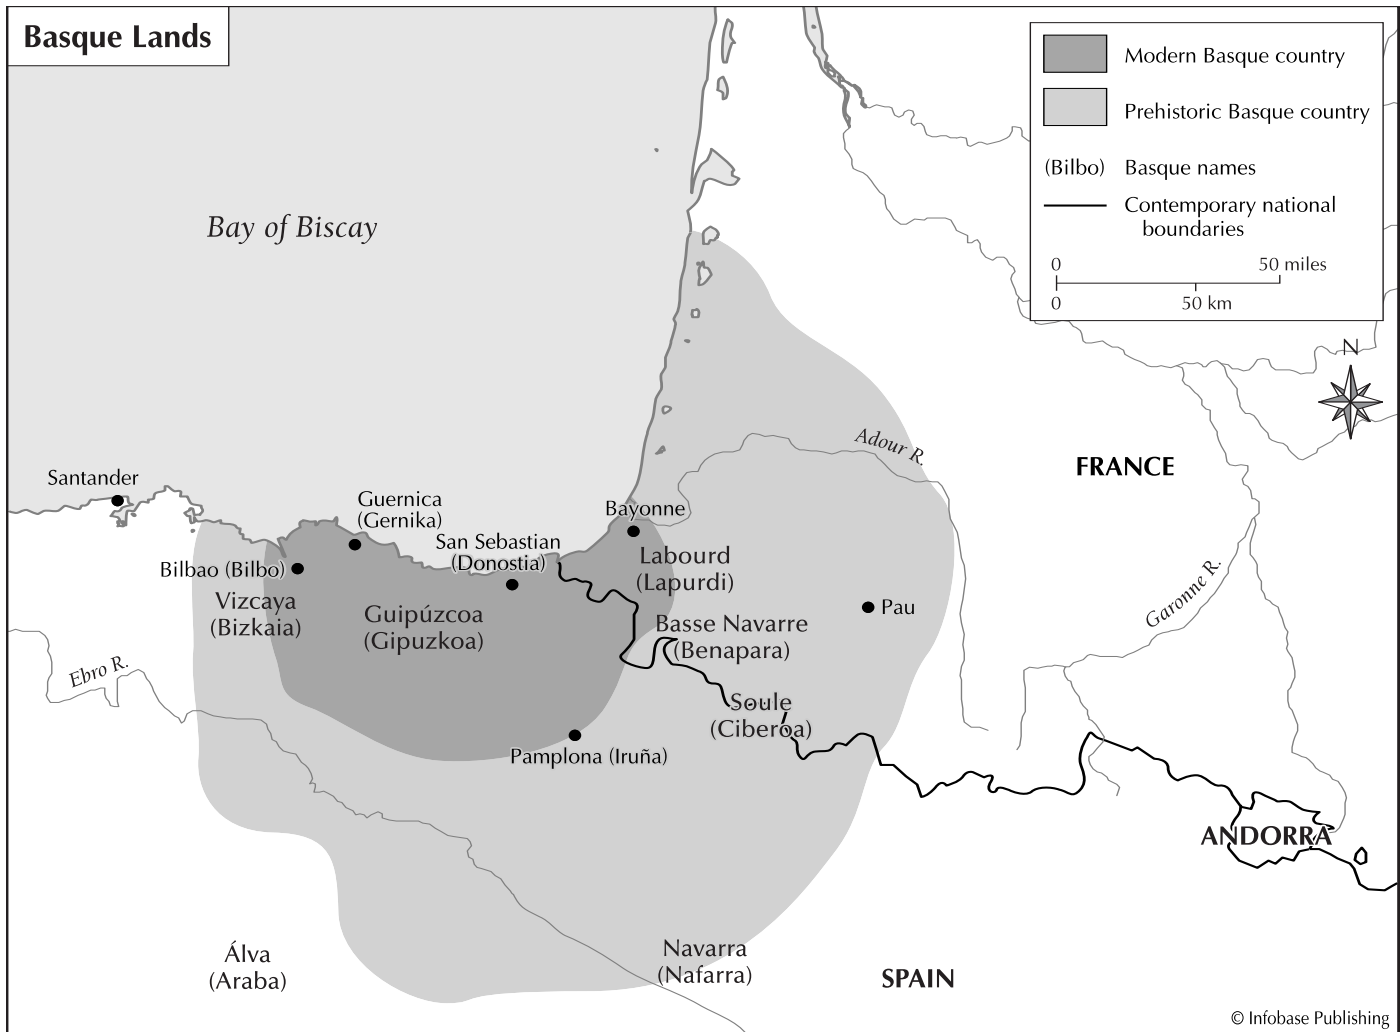 Basque Lands
Modern Basque country
Prehistoric Basque country
(Bilbo) Basque names
Contemporary national
boundaries
0 50 miles
0 50 km
N
Bay of Biscay
Adour R.
FRANCE
Santander
Guernica
(Gernika)
Bayonne
San Sebastian
(Donostia)
Labourd
(Lapurdi)
Bilbao (Bilbo)
Vizcaya
(Bizkaia)
Guipúzcoa
(Gipuzkoa)
Pau
Garonne R.
Basse Navarre
(Benapara)
Ebro R.
Soule
(Ciberoa)
Pamplona (Iruña)
ANDORRA
Álva
(Araba)
Navarra
(Nafarra)
SPAIN
© Infobase Publishing